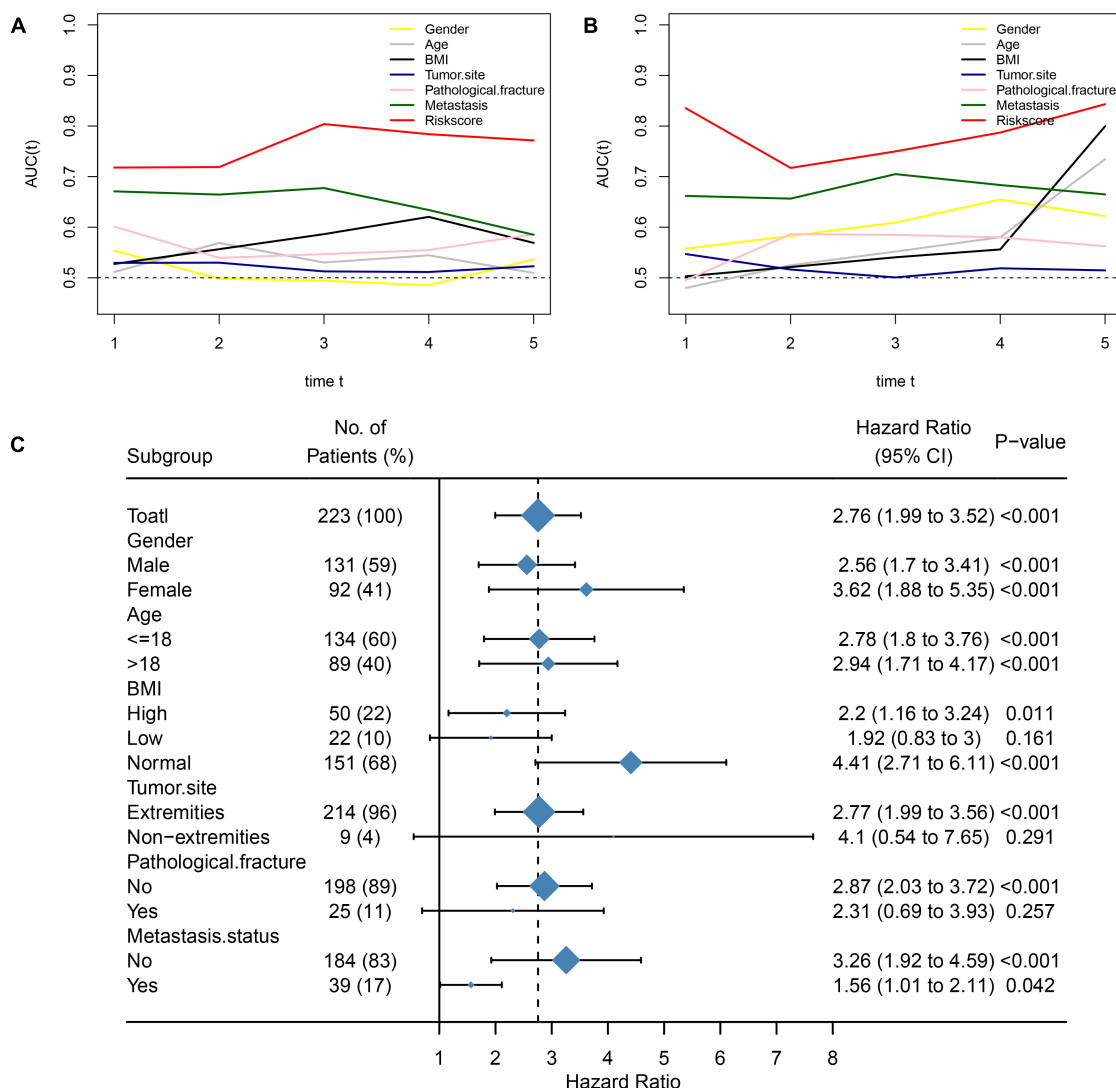 A
AUC(t)
1.0
0.9
0.8
0.7
0.6
0.5
Gender
Age
BMI
Tumor.site
Pathological.fracture
Metastasis
Riskscore
1 2 3 4 5
time t
B
AUC(t)
1.0
0.9
0.8
0.7
0.6
0.5
Gender
Age
BMI
Tumor.site
Pathological.fracture
Metastasis
Riskscore
1 2 3 4 5
time t
C
Subgroup No. of Patients (%) Hazard Ratio (95% CI) P−value
Toatl 223 (100) 2.76 (1.99 to 3.52) <0.001
Gender
Male 131 (59) 2.56 (1.7 to 3.41) <0.001
Female 92 (41) 3.62 (1.88 to 5.35) <0.001
Age
<=18 134 (60) 2.78 (1.8 to 3.76) <0.001
>18 89 (40) 2.94 (1.71 to 4.17) <0.001
BMI
High 50 (22) 2.2 (1.16 to 3.24) 0.011
Low 22 (10) 1.92 (0.83 to 3) 0.161
Normal 151 (68) 4.41 (2.71 to 6.11) <0.001
Tumor.site
Extremities 214 (96) 2.77 (1.99 to 3.56) <0.001
Non−extremities 9 (4) 4.1 (0.54 to 7.65) 0.291
Pathological.fracture
No 198 (89) 2.87 (2.03 to 3.72) <0.001
Yes 25 (11) 2.31 (0.69 to 3.93) 0.257
Metastasis.status
No 184 (83) 3.26 (1.92 to 4.59) <0.001
Yes 39 (17) 1.56 (1.01 to 2.11) 0.042
1 2 3 4 5 6 7 8
Hazard Ratio